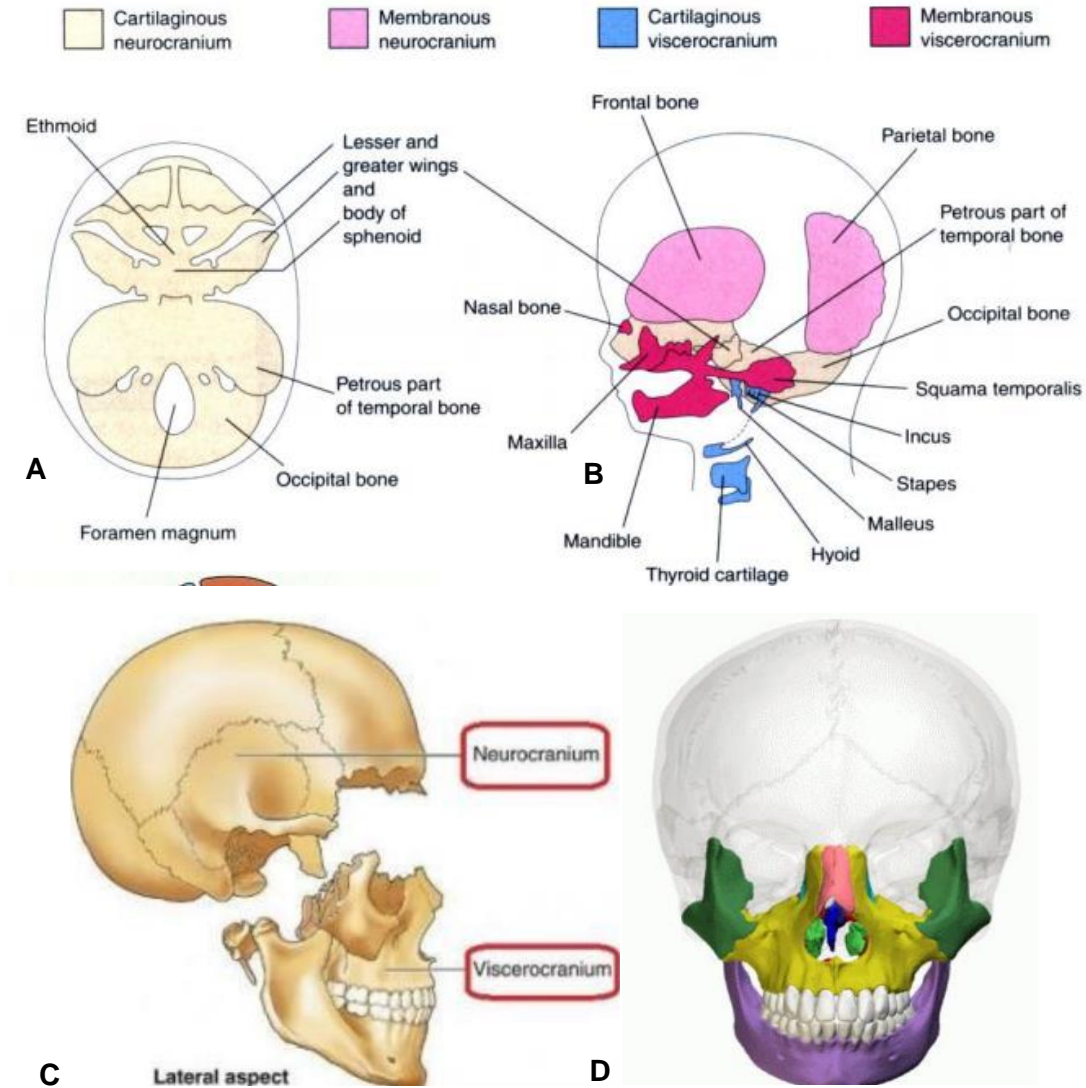 Cartilaginous
neurocranium
Membranous
neurocranium
Cartilaginous
viscerocranium
Membranous
viscerocranium
Ethmoid
Lesser and
greater wings
and
body of
sphenoid
Petrous part
of temporal bone
Occipital bone
Foramen magnum
A
Frontal bone
Parietal bone
Petrous part of
temporal bone
Nasal bone
Occipital bone
Squama temporalis
Maxilla
Incus
B
Stapes
Malleus
Mandible
Hyoid
Thyroid cartilage
Neurocranium
Viscerocranium
C
Lateral aspect
D